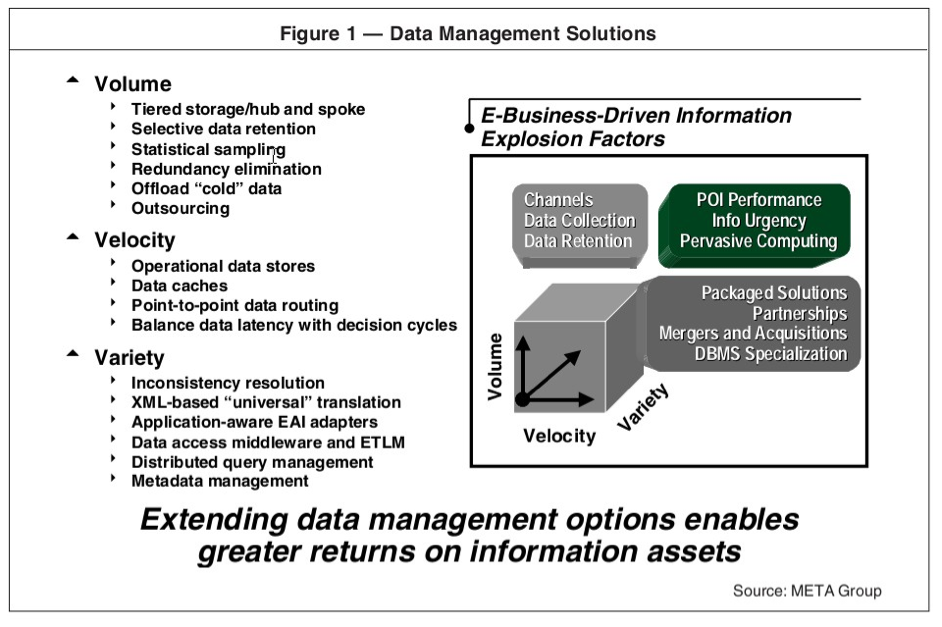 Figure 1 — Data Management Solutions
Volume
Tiered storage/hub and spoke
Selective data retention
Statistical sampling
Redundancy elimination
Offload “cold” data
Outsourcing
Velocity
Operational data stores
Data caches
Point-to-point data routing
Balance data latency with decision cycles
Variety
Inconsistency resolution
XML-based “universal” translation
Application-aware EAI adapters
Data access middleware and ETLM
Distributed query management
Metadata management
E-Business-Driven Information
Explosion Factors
Channels
Data Collection
Data Retention
POI Performance
Info Urgency
Pervasive Computing
Packaged Solutions
Partnerships
Mergers and Acquisitions
DBMS Specialization
Volume
Velocity
Variety
Extending data management options enables
greater returns on information assets
Source: META Group